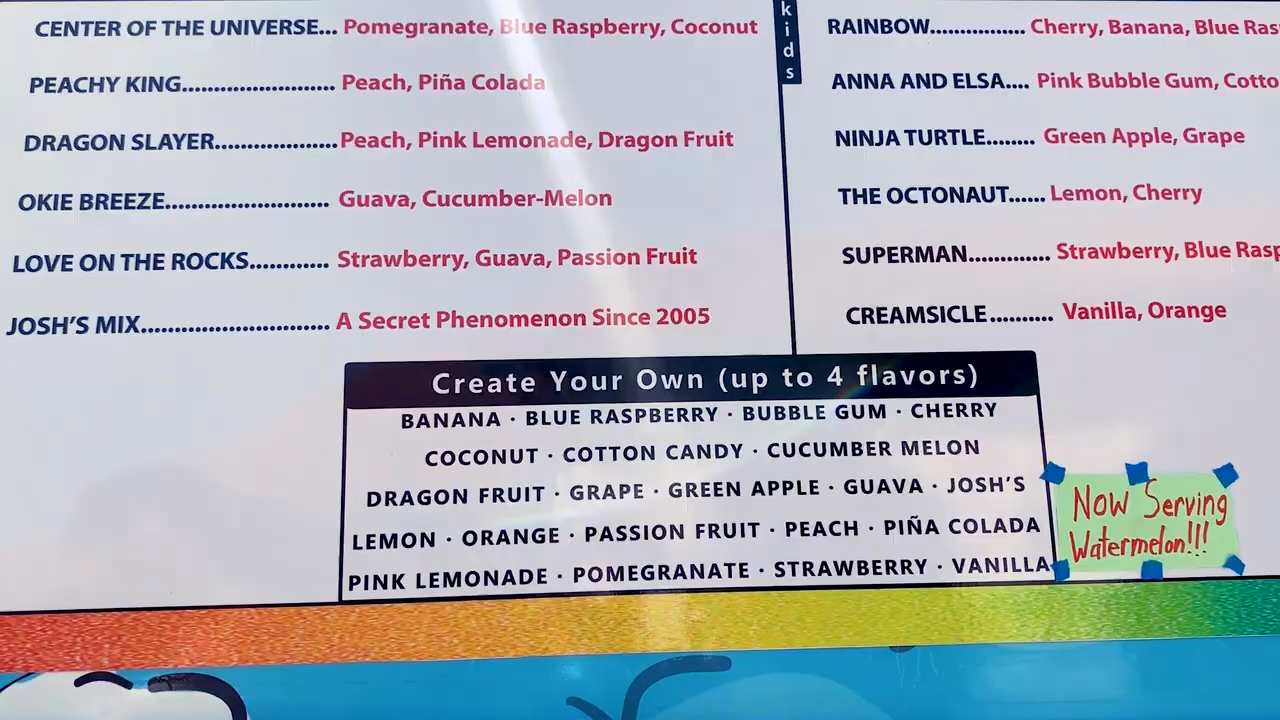 CENTER OF THE UNIVERSE... Pomegranate, Blue Raspberry, Coconut
PEACHY KING.............................. Peach, Piña Colada
DRAGON SLAYER........................ Peach, Pink Lemonade, Dragon Fruit
OKIE BREEZE................................ Guava, Cucumber-Melon
LOVE ON THE ROCKS............... Strawberry, Guava, Passion Fruit
JOSH'S MIX.................................... A Secret Phenomenon Since 2005
kids
RAINBOW................. Cherry, Banana, Blue
ANNA AND ELSA.... Pink Bubble Gum,
NINJA TURTLE........ Green Apple, Grape
THE OCTONAUT...... Lemon, Cherry
SUPERMAN.............. Strawberry, Blue
CREAMSICLE........... Vanilla, Orange
Create Your Own (up to 4 flavors)
BANANA · BLUE RASPBERRY · BUBBLE GUM · CHERRY
COCONUT · COTTON CANDY · CUCUMBER MELON
DRAGON FRUIT · GRAPE · GREEN APPLE · GUAVA · JOSH'S
LEMON · ORANGE · PASSION FRUIT · PEACH · PIÑA COLADA
PINK LEMONADE · POMEGRANATE · STRAWBERRY · VANILLA
Now Serving
Watermelon!!!